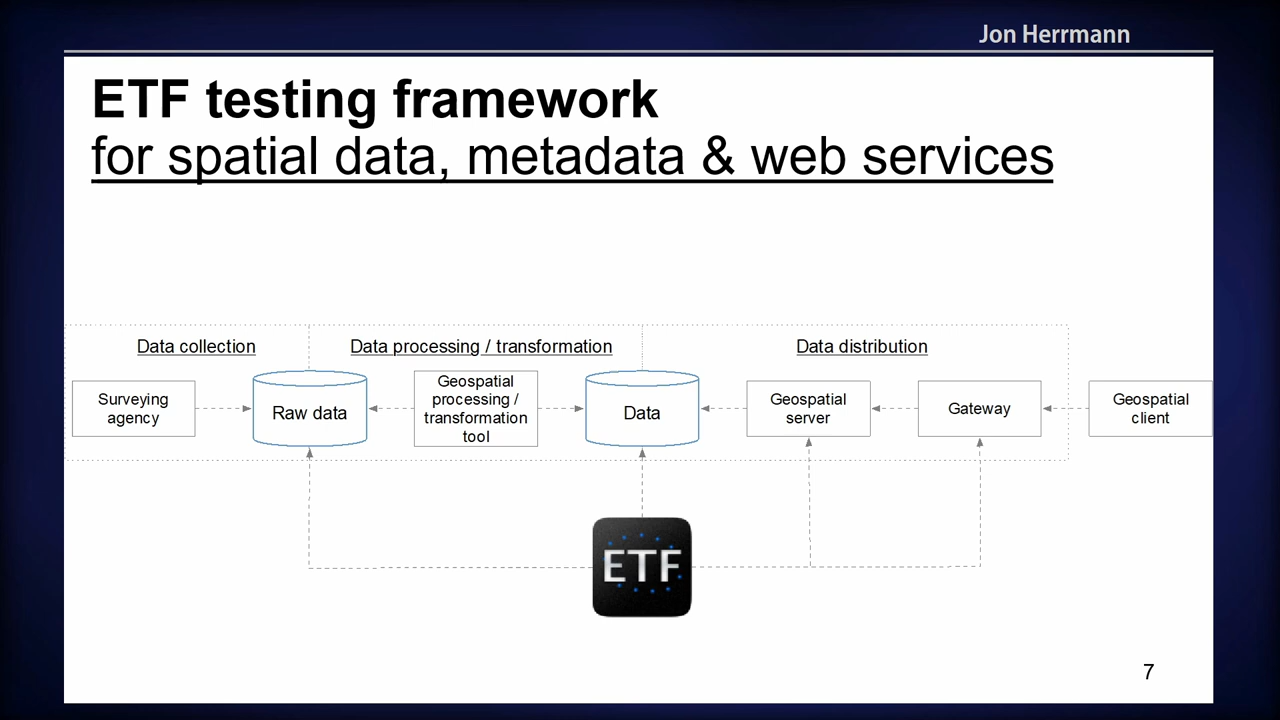 Jon Herrmann
ETF testing framework
for spatial data, metadata & web services
Data collection
Data processing / transformation
Data distribution
Surveying
agency
Raw data
Geospatial
processing /
transformation
tool
Data
Geospatial
server
Gateway
Geospatial
client
ETF
7